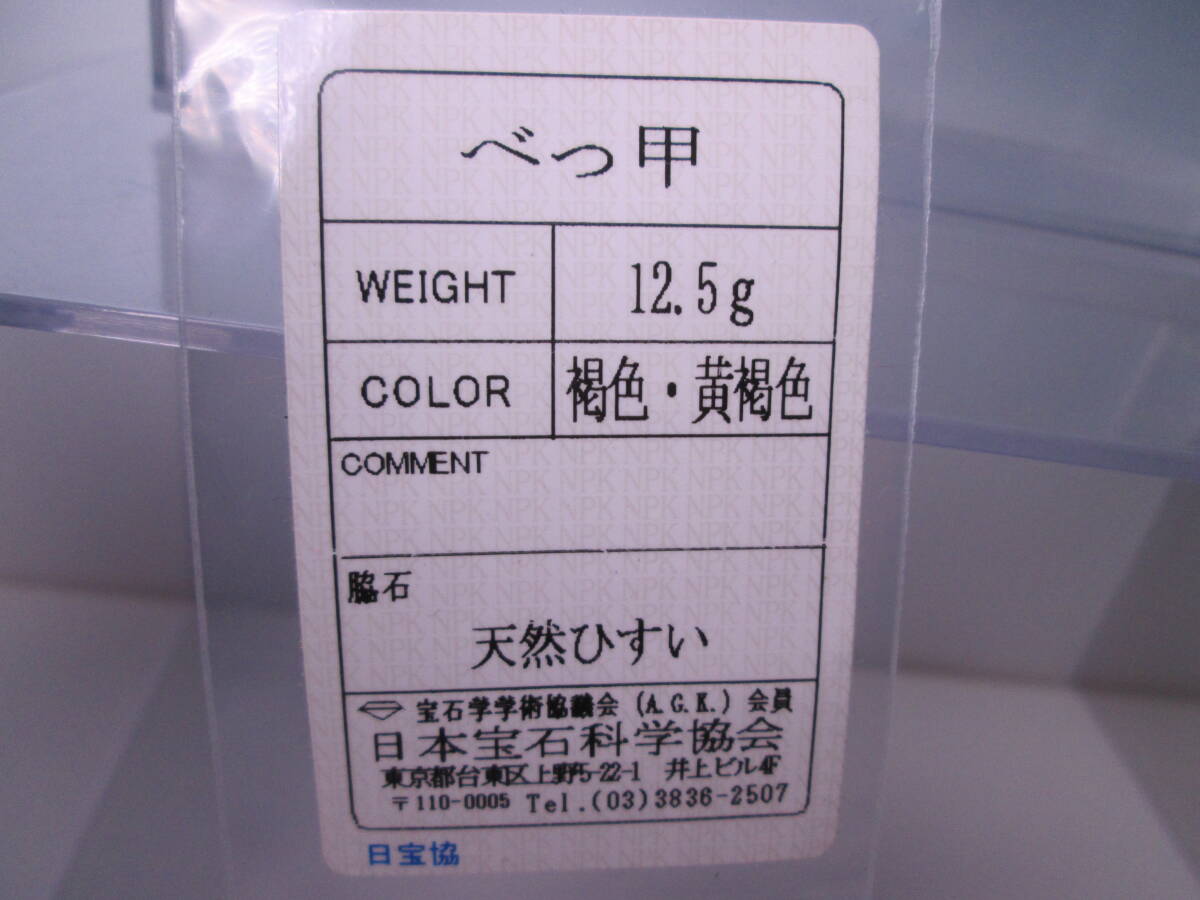 べっ甲
WEIGHT 12.5g
COLOR 褐色・黄褐色
COMMENT
脇石
天然ひすい
宝石学学術協議会 (A.G.K.) 会員
日本宝石科学協会
東京都台東区上野5-22-1 井上ビル4F
〒110-0005 Tel.(03)3836-2507
日宝協